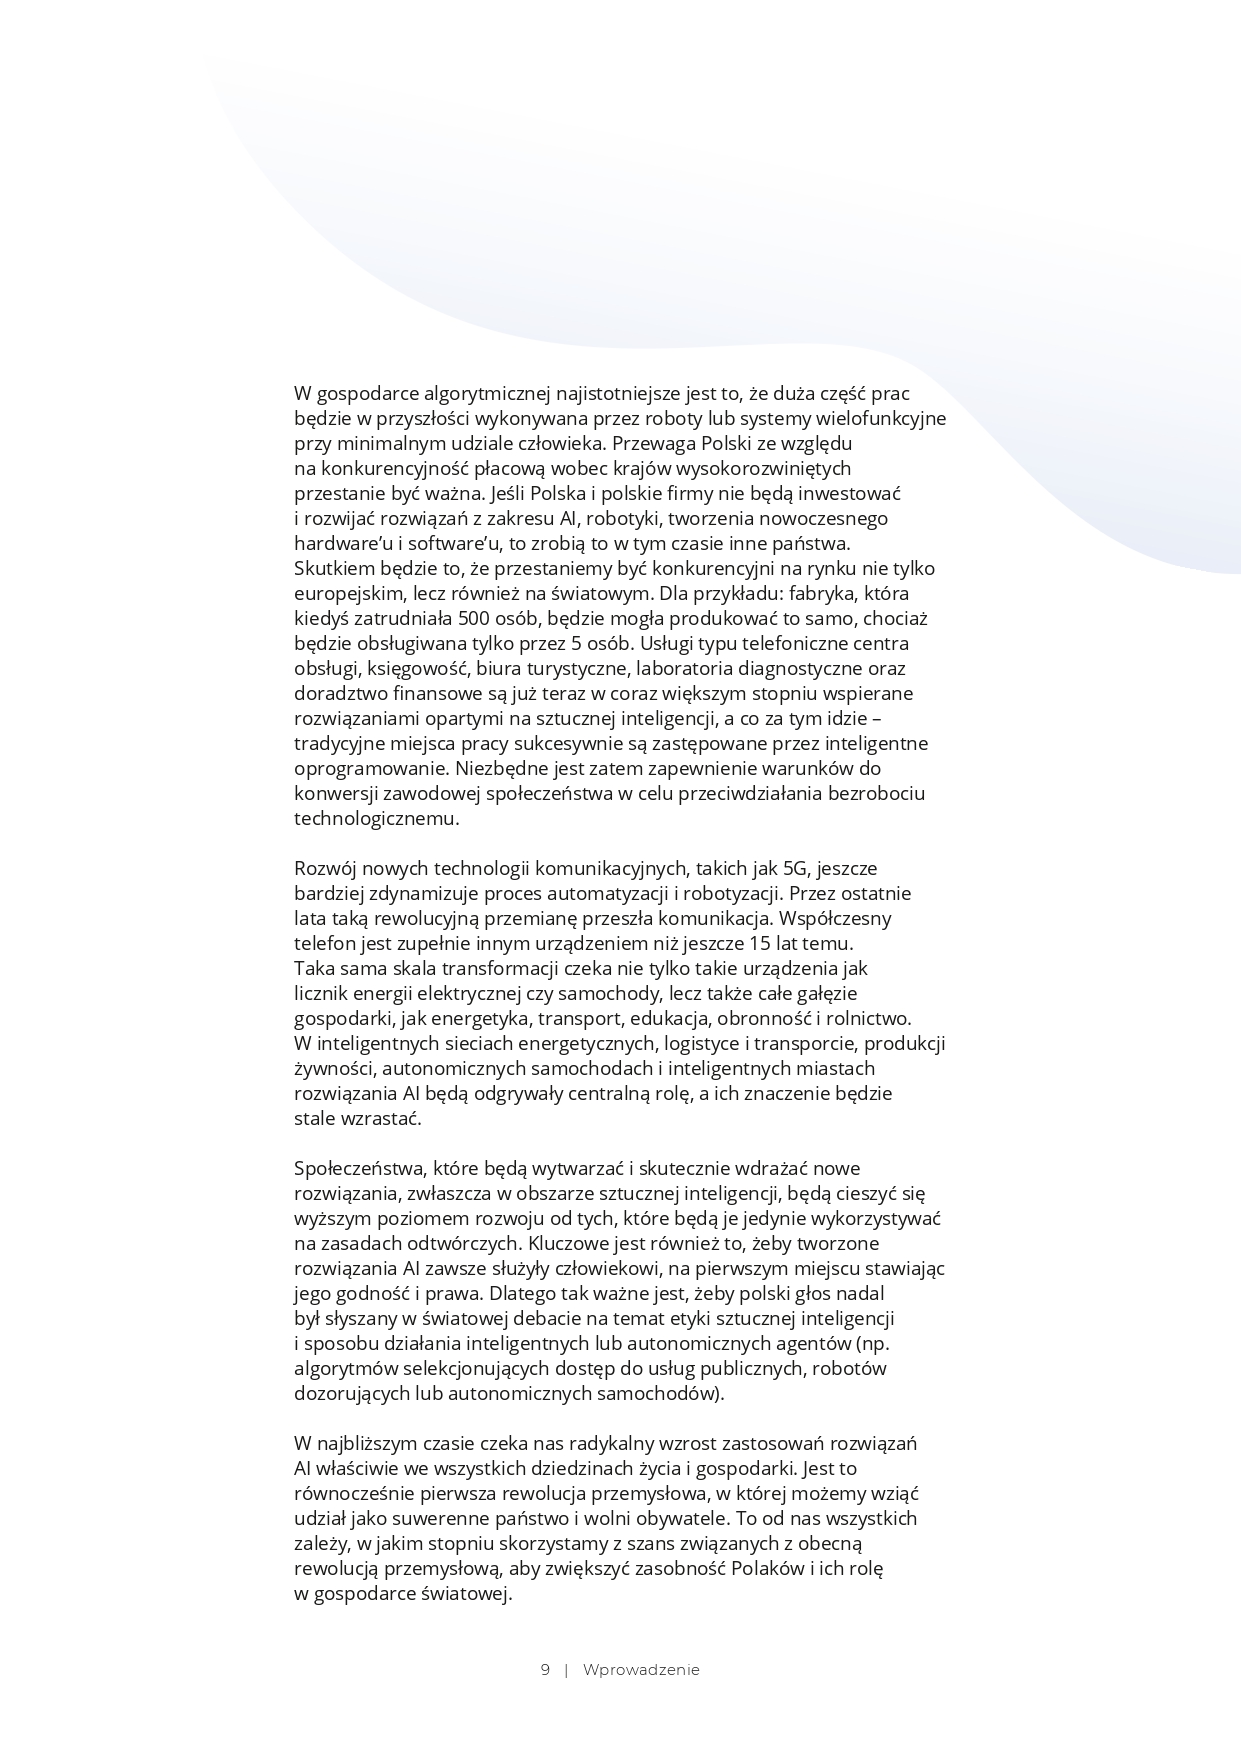 W gospodarce algorytmicznej najistotniejsze jest to, że duża część prac
będzie w przyszłości wykonywana przez roboty lub systemy wielofunkcyjne
przy minimalnym udziale człowieka. Przewaga Polski ze względu
na konkurencyjność płacową wobec krajów wysokorozwiniętych
przestanie być ważna. Jeśli Polska i polskie firmy nie będą inwestować
i rozwijać rozwiązań z zakresu AI, robotyki, tworzenia nowoczesnego
hardware’u i software’u, to zrobią to w tym czasie inne państwa.
Skutkiem będzie to, że przestaniemy być konkurencyjni na rynku nie tylko
europejskim, lecz również na światowym. Dla przykładu: fabryka, która
kiedyś zatrudniała 500 osób, będzie mogła produkować to samo, chociaż
będzie obsługiwana tylko przez 5 osób. Usługi typu telefoniczne centra
obsługi, księgowość, biura turystyczne, laboratoria diagnostyczne oraz
doradztwo finansowe są już teraz w coraz większym stopniu wspierane
rozwiązaniami opartymi na sztucznej inteligencji, a co za tym idzie –
tradycyjne miejsca pracy sukcesywnie są zastępowane przez inteligentne
oprogramowanie. Niezbędne jest zatem zapewnienie warunków do
konwersji zawodowej społeczeństwa w celu przeciwdziałania bezrobociu
technologicznemu.
Rozwój nowych technologii komunikacyjnych, takich jak 5G, jeszcze
bardziej zdynamizuje proces automatyzacji i robotyzacji. Przez ostatnie
lata taką rewolucyjną przemianę przeszła komunikacja. Współczesny
telefon jest zupełnie innym urządzeniem niż jeszcze 15 lat temu.
Taka sama skala transformacji czeka nie tylko takie urządzenia jak
licznik energii elektrycznej czy samochody, lecz także całe gałęzie
gospodarki, jak energetyka, transport, edukacja, obronność i rolnictwo.
W inteligentnych sieciach energetycznych, logistyce i transporcie, produkcji
żywności, autonomicznych samochodach i inteligentnych miastach
rozwiązania AI będą odgrywały centralną rolę, a ich znaczenie będzie
stale wzrastać.
Społeczeństwa, które będą wytwarzać i skutecznie wdrażać nowe
rozwiązania, zwłaszcza w obszarze sztucznej inteligencji, będą cieszyć się
wyższym poziomem rozwoju od tych, które będą je jedynie wykorzystywać
na zasadach odtwórczych. Kluczowe jest również to, żeby tworzone
rozwiązania AI zawsze służyły człowiekowi, na pierwszym miejscu stawiając
jego godność i prawa. Dlatego tak ważne jest, żeby polski głos nadal
był słyszany w światowej debacie na temat etyki sztucznej inteligencji
i sposobu działania inteligentnych lub autonomicznych agentów (np.
algorytmów selekcjonujących dostęp do usług publicznych, robotów
dozorujących lub autonomicznych samochodów).
W najbliższym czasie czeka nas radykalny wzrost zastosowań rozwiązań
AI właściwie we wszystkich dziedzinach życia i gospodarki. Jest to
równocześnie pierwsza rewolucja przemysłowa, w której możemy wziąć
udział jako suwerenne państwo i wolni obywatele. To od nas wszystkich
zależy, w jakim stopniu skorzystamy z szans związanych z obecną
rewolucją przemysłową, aby zwiększyć zasobność Polaków i ich rolę
w gospodarce światowej.
9 | Wprowadzenie